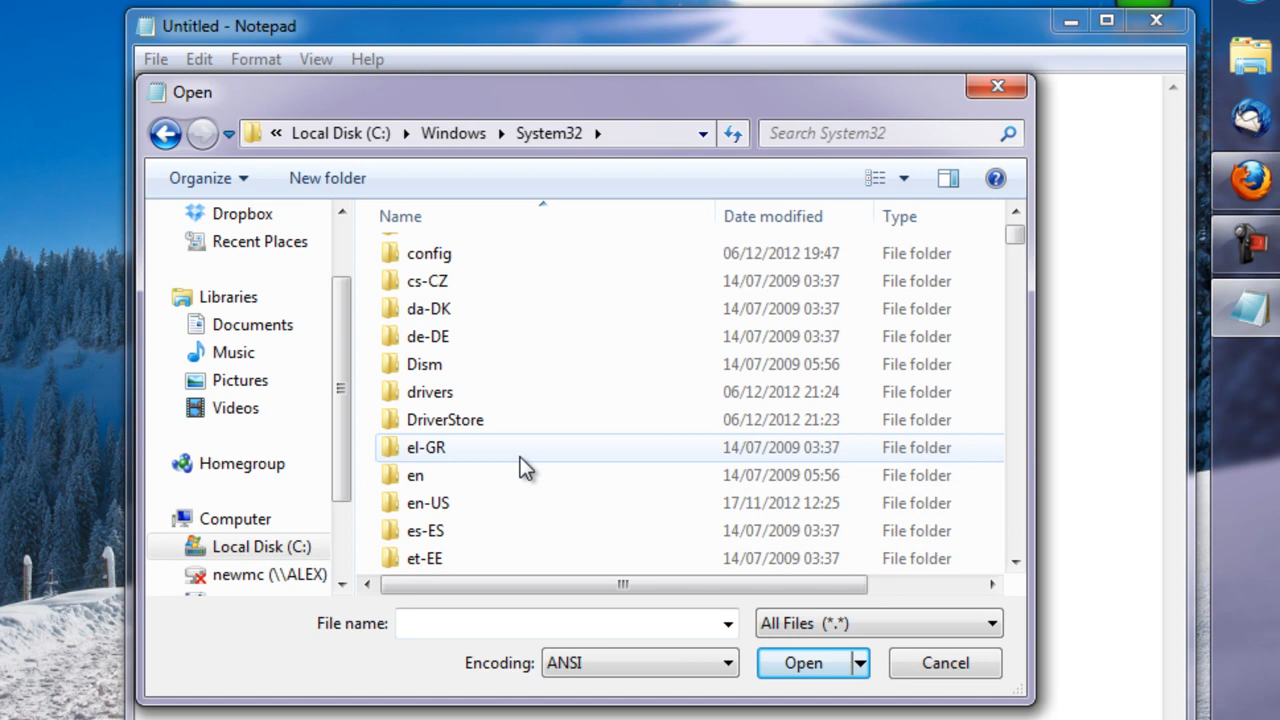 Untitled - Notepad
File Edit Format View Help
Open
« Local Disk (C:) Windows System32
Search System32
Organize New folder
Name Date modified Type
Dropbox
Recent Places
Libraries
Documents
Music
Pictures
Videos
Homegroup
Computer
Local Disk (C:)
newmc (\\ALEX)
config 06/12/2012 19:47 File folder
cs-CZ 14/07/2009 03:37 File folder
da-DK 14/07/2009 03:37 File folder
de-DE 14/07/2009 03:37 File folder
Dism 14/07/2009 05:56 File folder
drivers 06/12/2012 21:24 File folder
DriverStore 06/12/2012 21:23 File folder
el-GR 14/07/2009 03:37 File folder
en 14/07/2009 05:56 File folder
en-US 17/11/2012 12:25 File folder
es-ES 14/07/2009 03:37 File folder
et-EE 14/07/2009 03:37 File folder
File name:
All Files (*.*)
Encoding: ANSI
Open Cancel